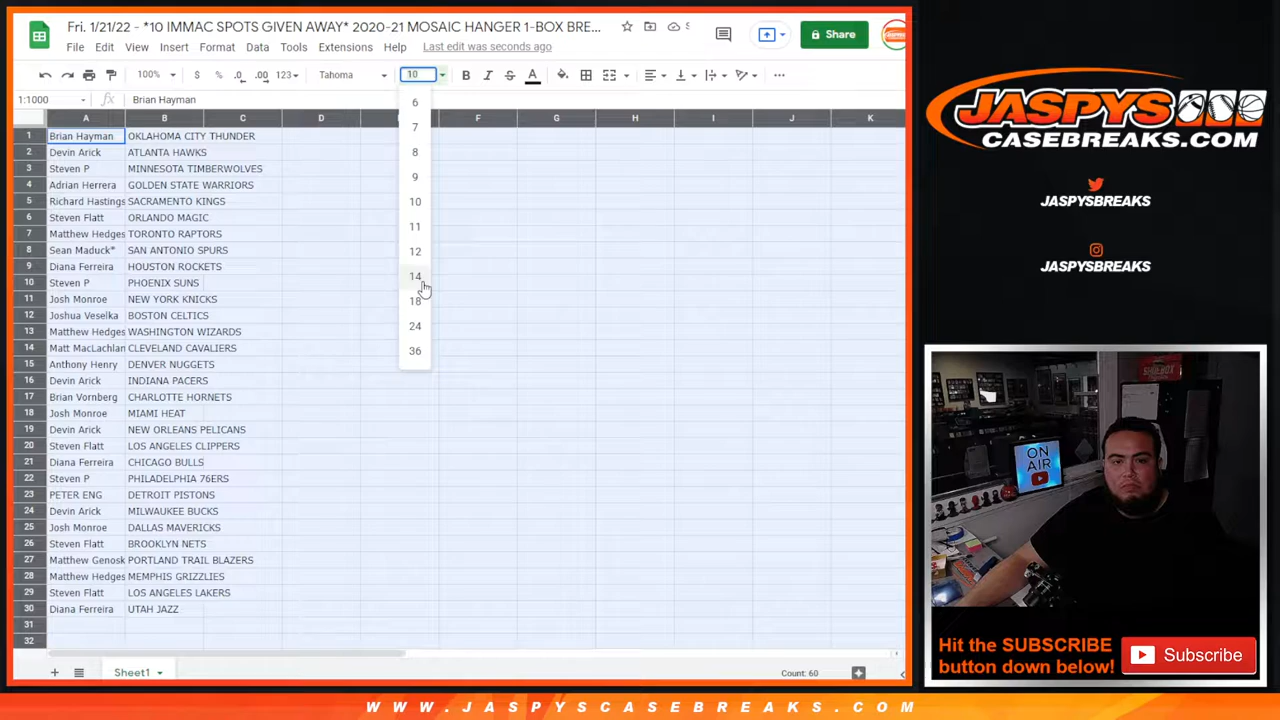 Fri. 1/21/22 - *10 IMMAC SPOTS GIVEN AWAY* 2020-21 MOSAIC HANGER 1-BOX BRE...
Share
File Edit View Insert Format Data Tools Extensions Help Last edit was seconds ago
100% $ % .0 .00 123 Tahoma 10 B I S A
1:1000 fx Brian Hayman
A B C D F G H I J K
1 Brian Hayman OKLAHOMA CITY THUNDER
2 Devin Arick ATLANTA HAWKS
3 Steven P MINNESOTA TIMBERWOLVES
4 Adrian Herrera GOLDEN STATE WARRIORS
5 Richard Hastings SACRAMENTO KINGS
6 Steven Flatt ORLANDO MAGIC
7 Matthew Hedges TORONTO RAPTORS
8 Sean Maduck* SAN ANTONIO SPURS
9 Diana Ferreira HOUSTON ROCKETS
10 Steven P PHOENIX SUNS
11 Josh Monroe NEW YORK KNICKS
12 Joshua Veselka BOSTON CELTICS
13 Matthew Hedges WASHINGTON WIZARDS
14 Matt MacLachlan CLEVELAND CAVALIERS
15 Anthony Henry DENVER NUGGETS
16 Devin Arick INDIANA PACERS
17 Brian Vornberg CHARLOTTE HORNETS
18 Josh Monroe MIAMI HEAT
19 Devin Arick NEW ORLEANS PELICANS
20 Steven Flatt LOS ANGELES CLIPPERS
21 Diana Ferreira CHICAGO BULLS
22 Steven P PHILADELPHIA 76ERS
23 PETER ENG DETROIT PISTONS
24 Devin Arick MILWAUKEE BUCKS
25 Josh Monroe DALLAS MAVERICKS
26 Steven Flatt BROOKLYN NETS
27 Matthew Genosk PORTLAND TRAIL BLAZERS
28 Matthew Hedges MEMPHIS GRIZZLIES
29 Steven Flatt LOS ANGELES LAKERS
30 Diana Ferreira UTAH JAZZ
31
32
6
7
8
9
10
11
12
14
18
24
36
Sheet1
Count: 60
JASPYS
CASEBREAKS.COM
JASPYSBREAKS
JASPYSBREAKS
ON
AIR
Hit the SUBSCRIBE
button down below!
Subscribe
WWW.JASPYSCASEBREAKS.COM